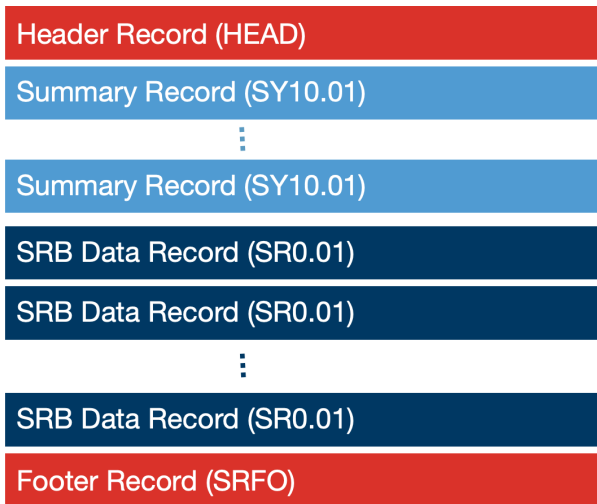 Header Record (HEAD)
Summary Record (SY10.01)
Summary Record (SY10.01)
SRB Data Record (SR0.01)
SRB Data Record (SR0.01)
SRB Data Record (SR0.01)
Footer Record (SRFO)